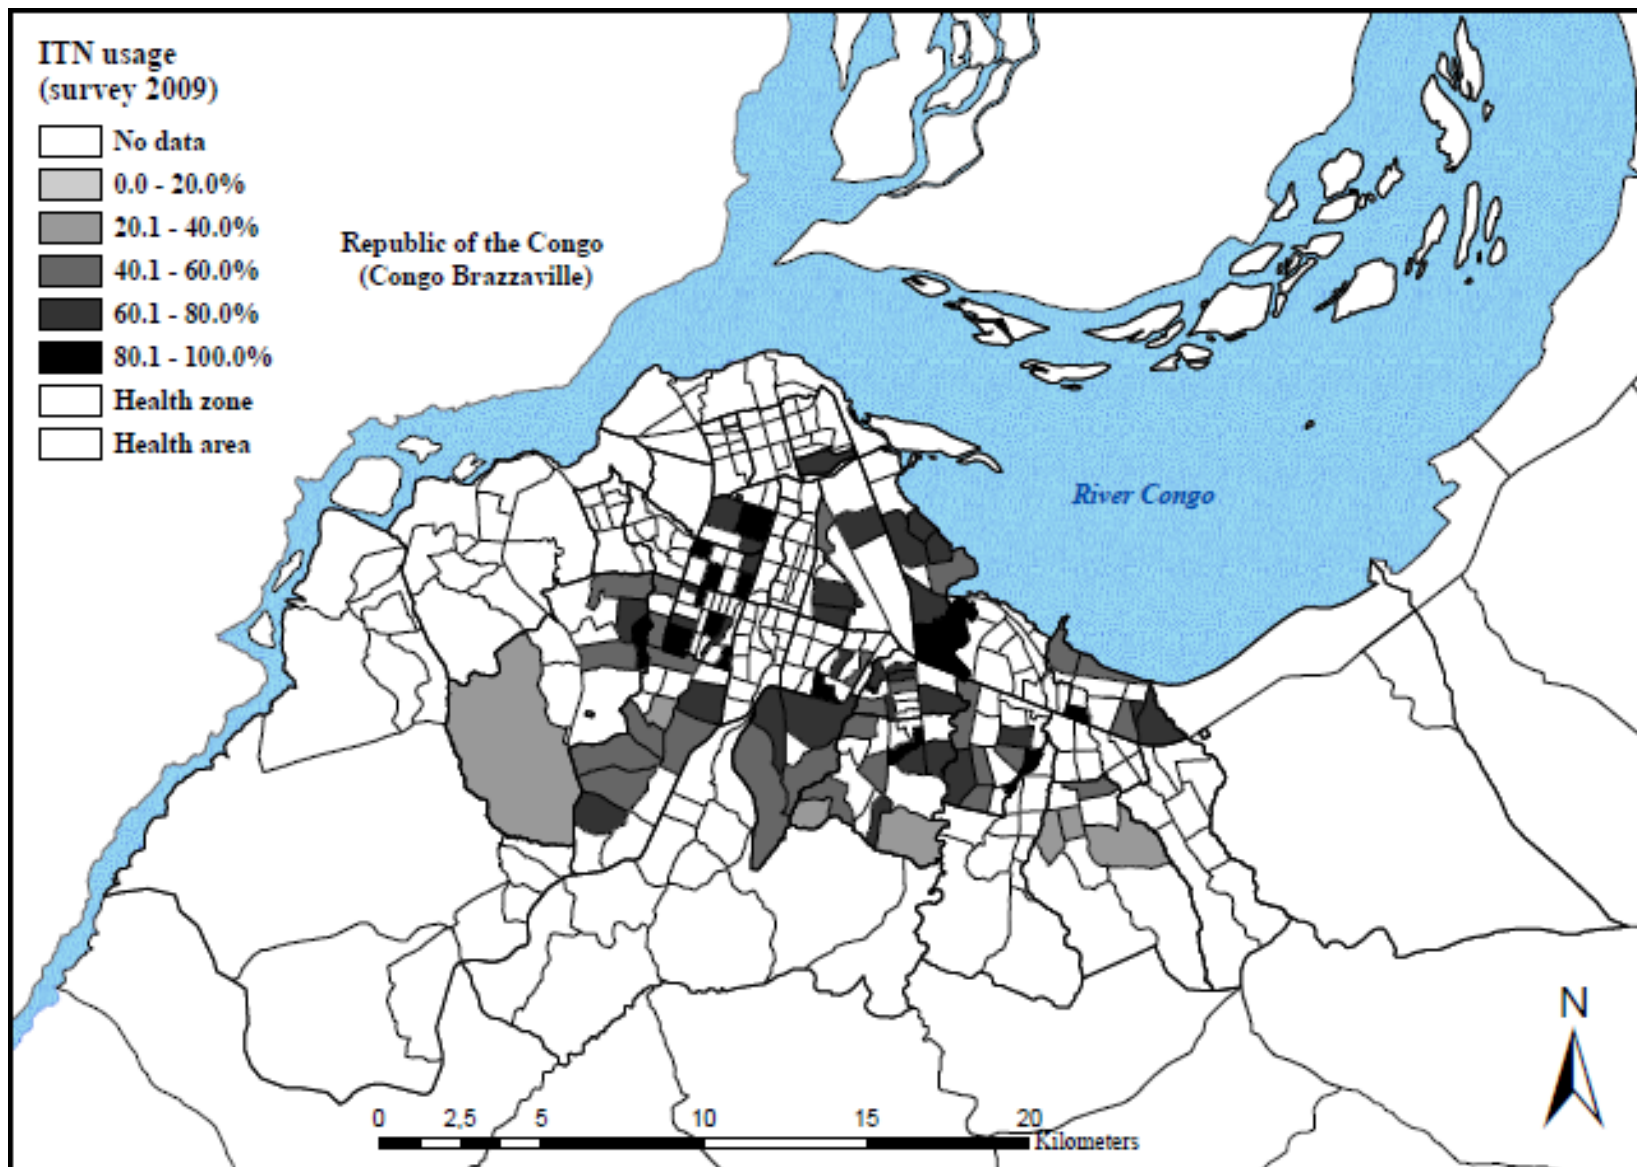 ITN usage
(survey 2009)
No data
0.0 - 20.0%
20.1 - 40.0%
40.1 - 60.0%
60.1 - 80.0%
80.1 - 100.0%
Health zone
Health area
Republic of the Congo
(Congo Brazzaville)
River Congo
N
0 2,5 5 10 15 20
Kilometers